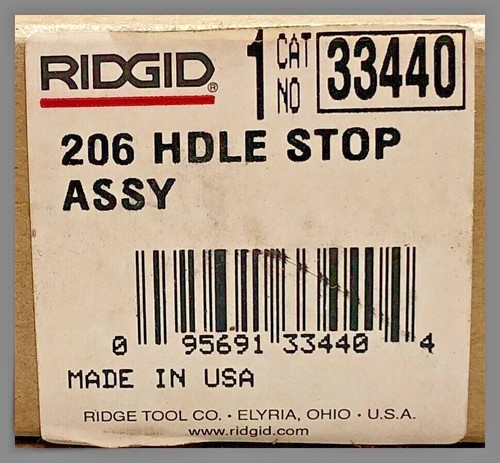 RIDGID® 1 CAT NO 33440
206 HDLE STOP
ASSY
0 95691 33440 4
MADE IN USA
RIDGE TOOL CO. · ELYRIA, OHIO · U.S.A.
www.ridgid.com